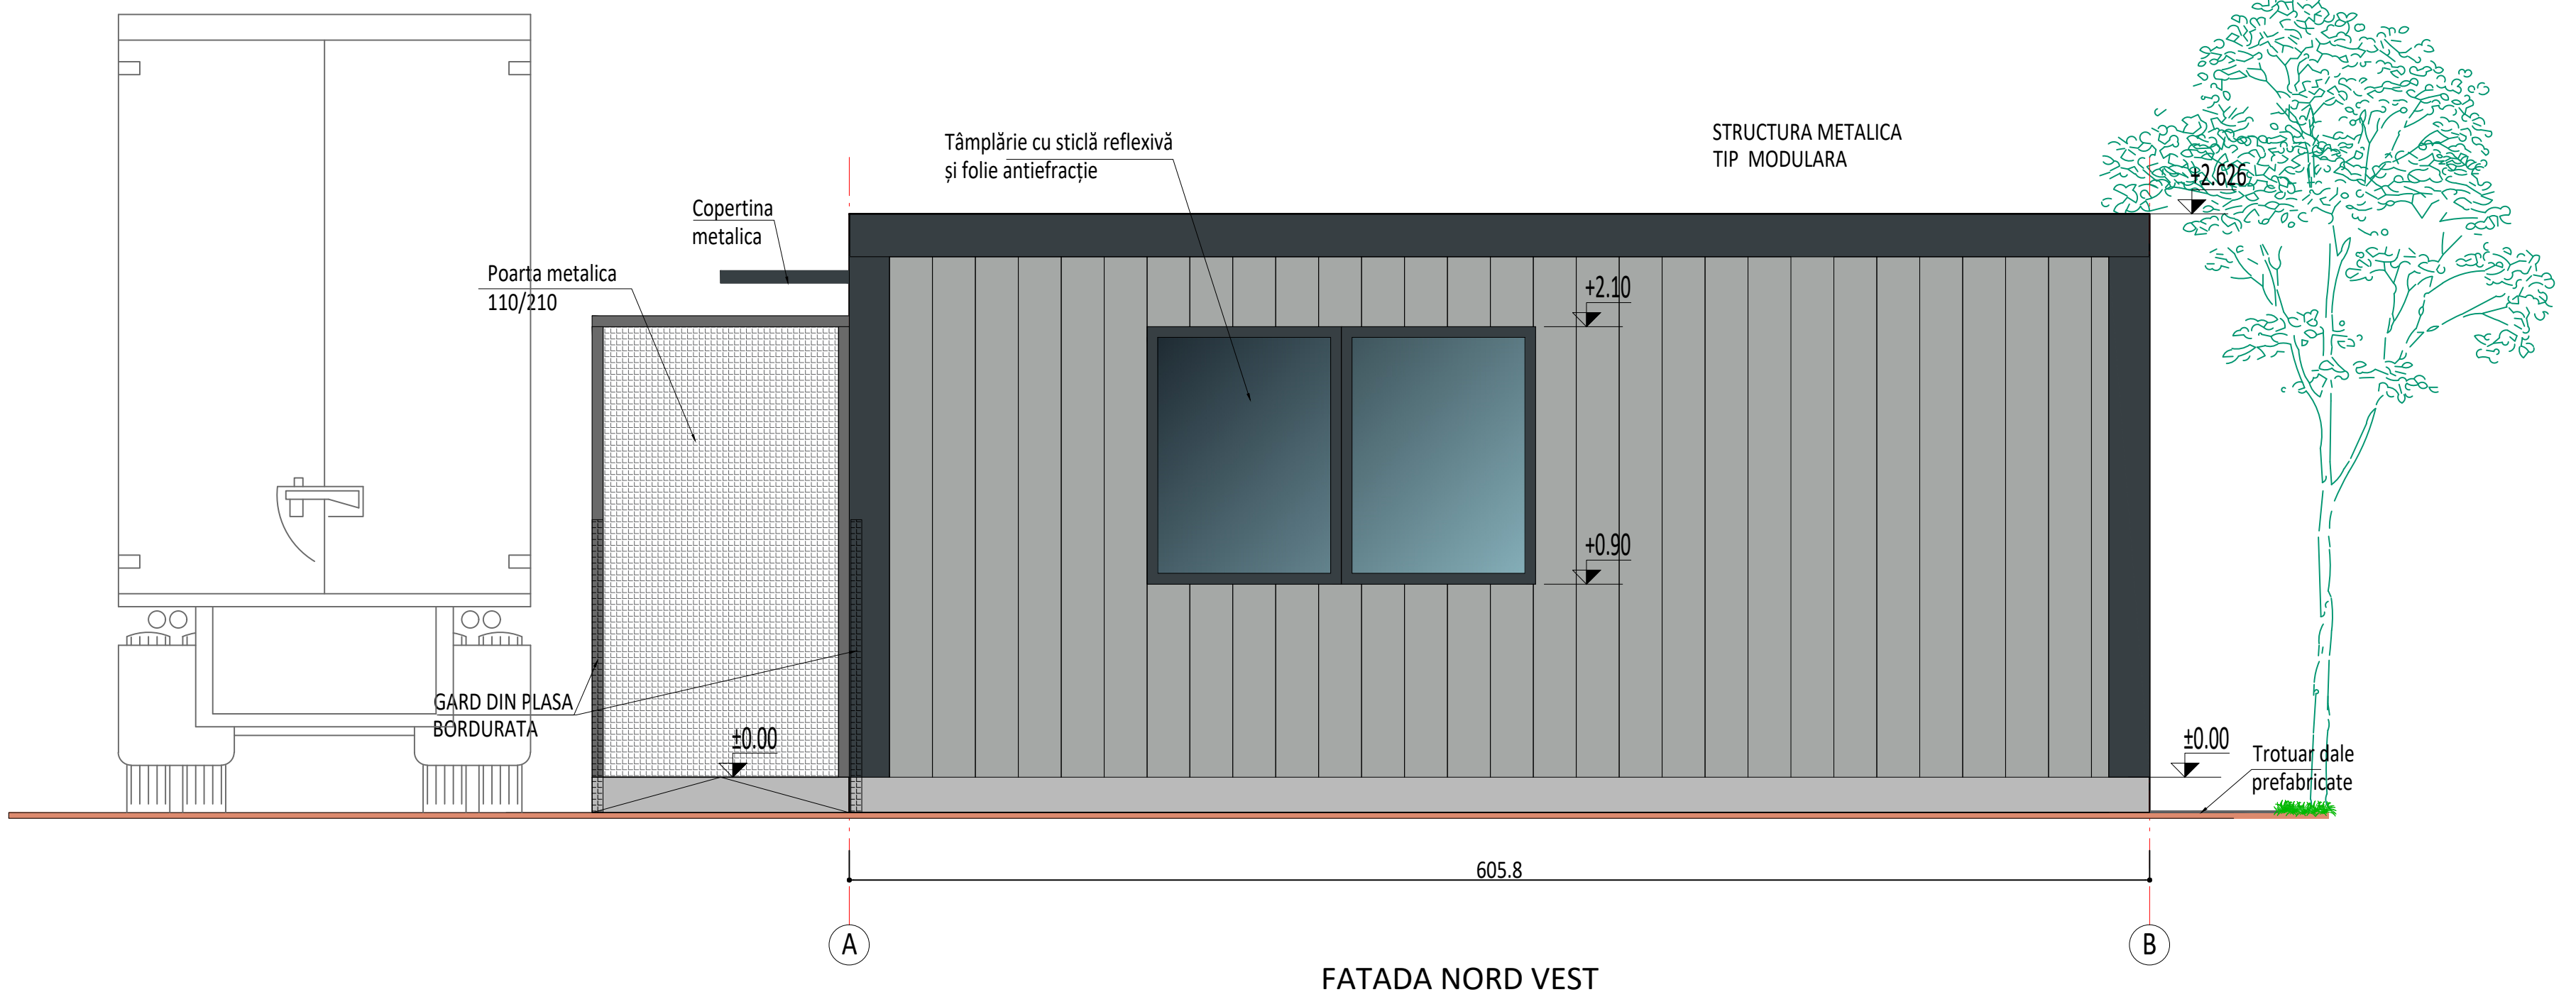 Tâmplărie cu sticlă reflexivă
și folie antiefracție
STRUCTURA METALICA
TIP MODULARA
+2.626
Copertina
metalica
Poarta metalica
110/210
+2.10
+0.90
GARD DIN PLASA
BORDURATA
±0.00
±0.00
Trotuar dale
prefabricate
605.8
A
B
FATADA NORD VEST